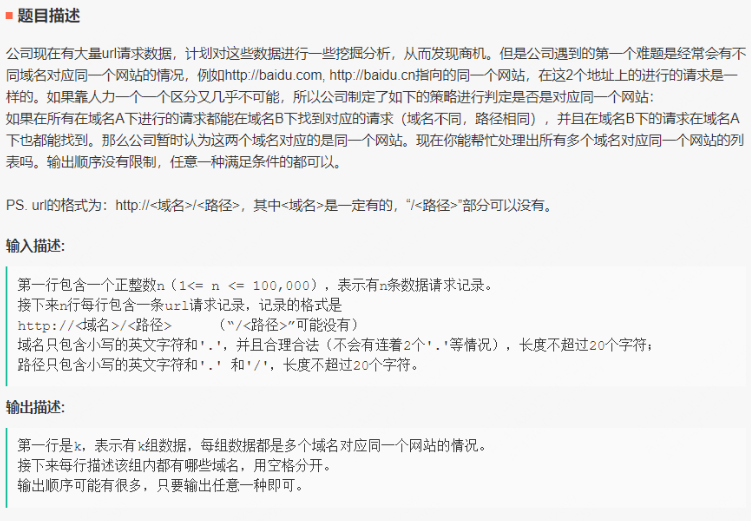 题目描述
公司现在有大量url请求数据，计划对这些数据进行一些挖掘分析，从而发现商机。但是公司遇到的第一个难题是经常会有不
同域名对应同一个网站的情况，例如http://baidu.com, http://baidu.cn指向的同一个网站，在这2个地址上的进行的请求是一
样的。如果靠人力一个一个区分又几乎不可能，所以公司制定了如下的策略进行判定是否是对应同一个网站：
如果在所有在域名A下进行的请求都能在域名B下找到对应的请求（域名不同，路径相同），并且在域名B下的请求在域名A
下也都能找到。那么公司暂时认为这两个域名对应的是同一个网站。现在你能帮忙处理出所有多个域名对应同一个网站的列
表吗。输出顺序没有限制，任意一种满足条件的都可以。
PS. url的格式为：http://<域名>/<路径>，其中<域名>是一定有的，“/<路径>”部分可以没有。
输入描述:
第一行包含一个正整数n（1<= n <= 100,000），表示有n条数据请求记录。
接下来n行每行包含一条url请求记录，记录的格式是
http://<域名>/<路径> （“/<路径>”可能没有）
域名只包含小写的英文字符和'.'，并且合理合法（不会有连着2个'.'等情况），长度不超过20个字符；
路径只包含小写的英文字符和'.' 和'/'，长度不超过20个字符。
输出描述:
第一行是k，表示有k组数据，每组数据都是多个域名对应同一个网站的情况。
接下来每行描述该组内都有哪些域名，用空格分开。
输出顺序可能有很多，只要输出任意一种即可。